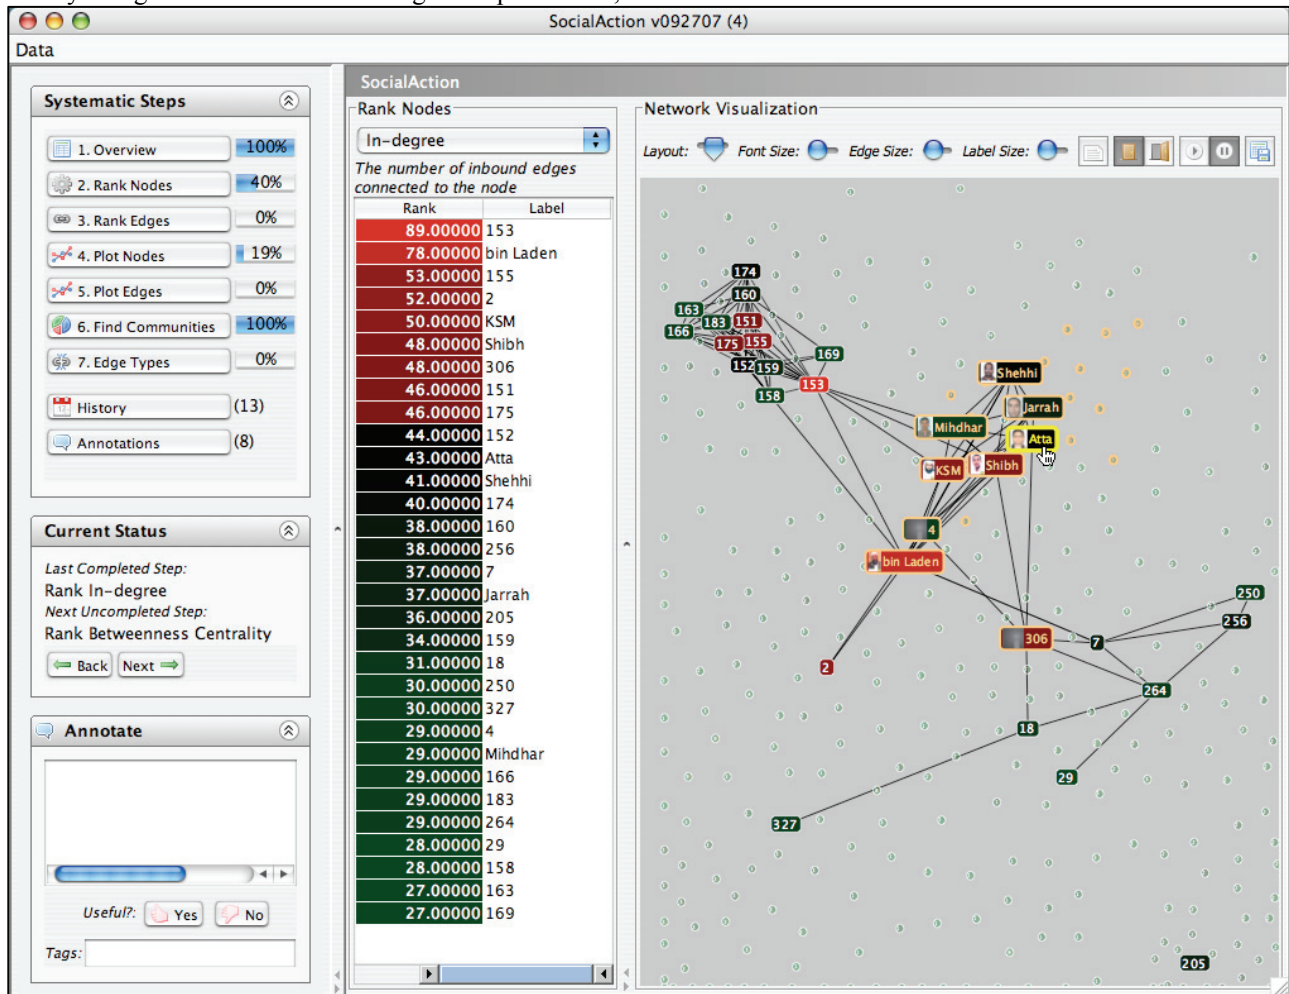 SocialAction v092707 (4)
Data
Systematic Steps
1. Overview 100%
2. Rank Nodes 40%
3. Rank Edges 0%
4. Plot Nodes 19%
5. Plot Edges 0%
6. Find Communities 100%
7. Edge Types 0%
History (13)
Annotations (8)
Current Status
Last Completed Step:
Rank In-degree
Next Uncompleted Step:
Rank Betweenness Centrality
Back Next
Annotate
Useful?: Yes No
Tags:
SocialAction
Rank Nodes
In-degree
The number of inbound edges
connected to the node
Rank Label
89.00000 153
78.00000 bin Laden
53.00000 155
52.00000 2
50.00000 KSM
48.00000 Shibh
48.00000 306
46.00000 151
46.00000 175
44.00000 152
43.00000 Atta
41.00000 Shehhi
40.00000 174
38.00000 160
38.00000 256
37.00000 7
37.00000 Jarrah
36.00000 205
34.00000 159
31.00000 18
30.00000 250
30.00000 327
29.00000 4
29.00000 Mihdhar
29.00000 166
29.00000 183
29.00000 264
28.00000 29
28.00000 158
27.00000 163
27.00000 169
Network Visualization
Layout: Font Size: Edge Size: Label Size:
174
160
163
183 151
166
175 155
169
152 159
153
158
Shehhi
Jarrah
Mihdhar
Atta
KSM Shibh
4
bin Laden
250
256
306
7
2
264
18
29
327
205